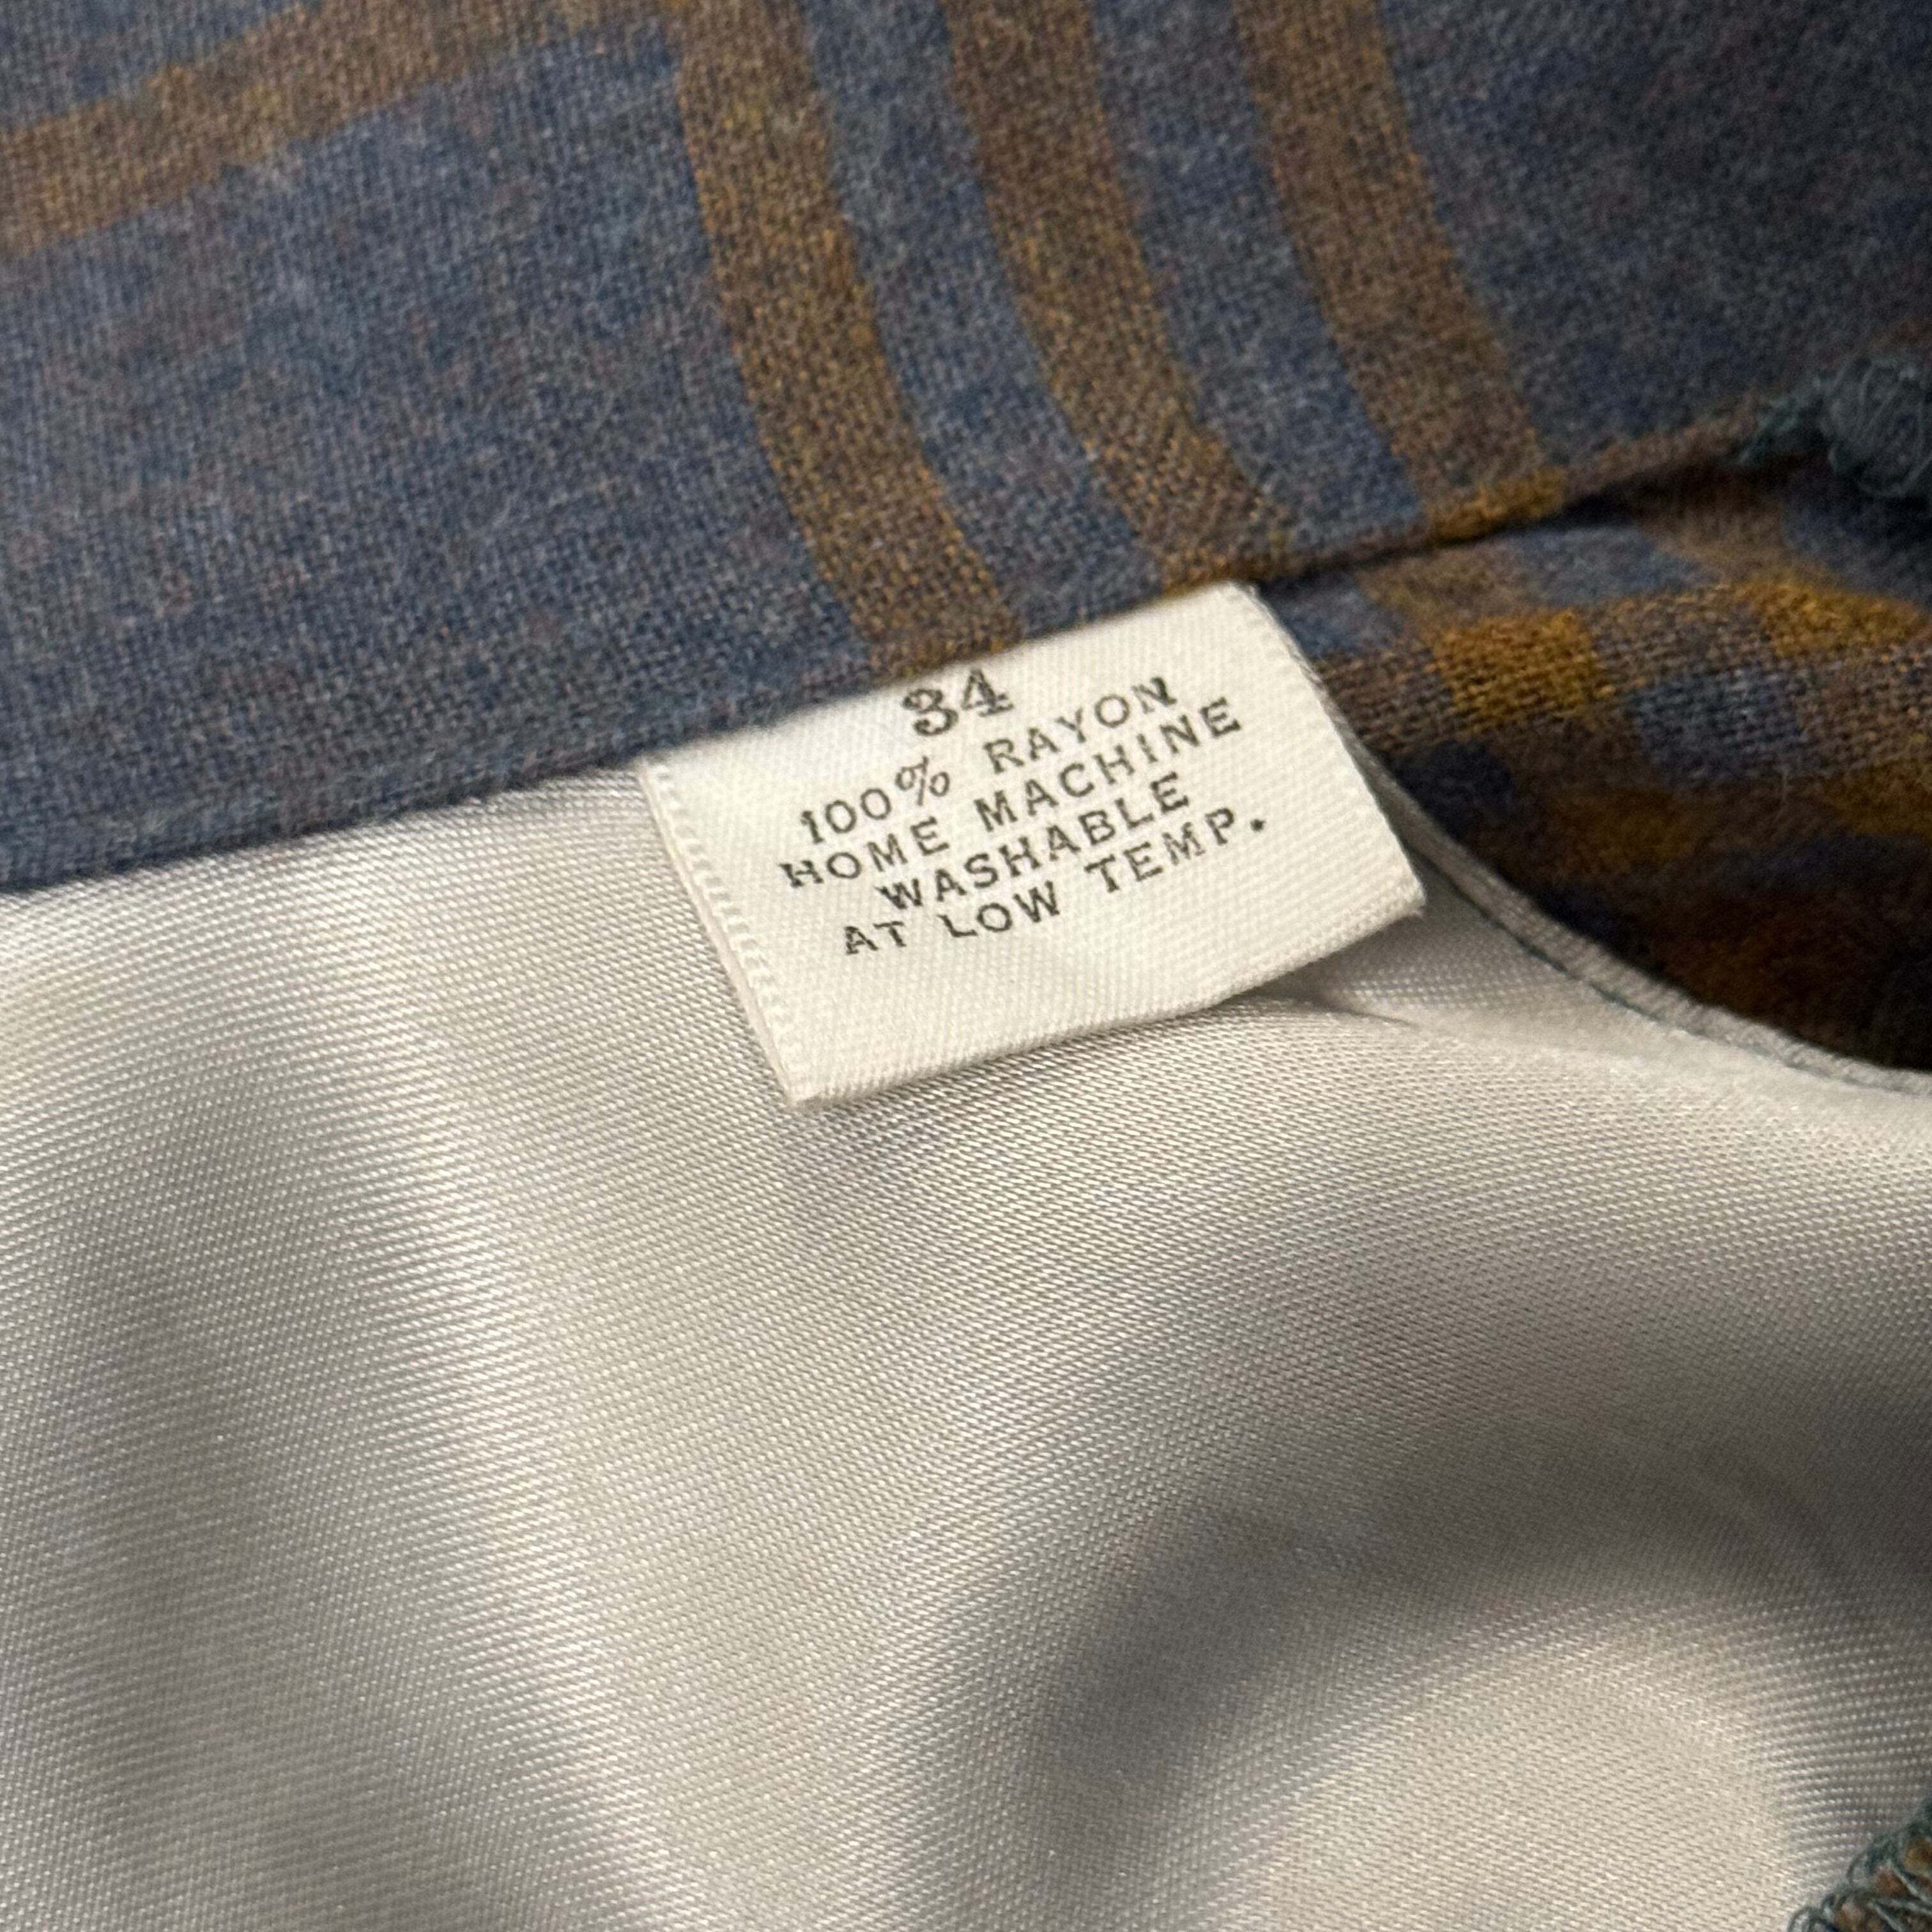 34
100% RAYON
HOME MACHINE
WASHABLE
AT LOW TEMP.